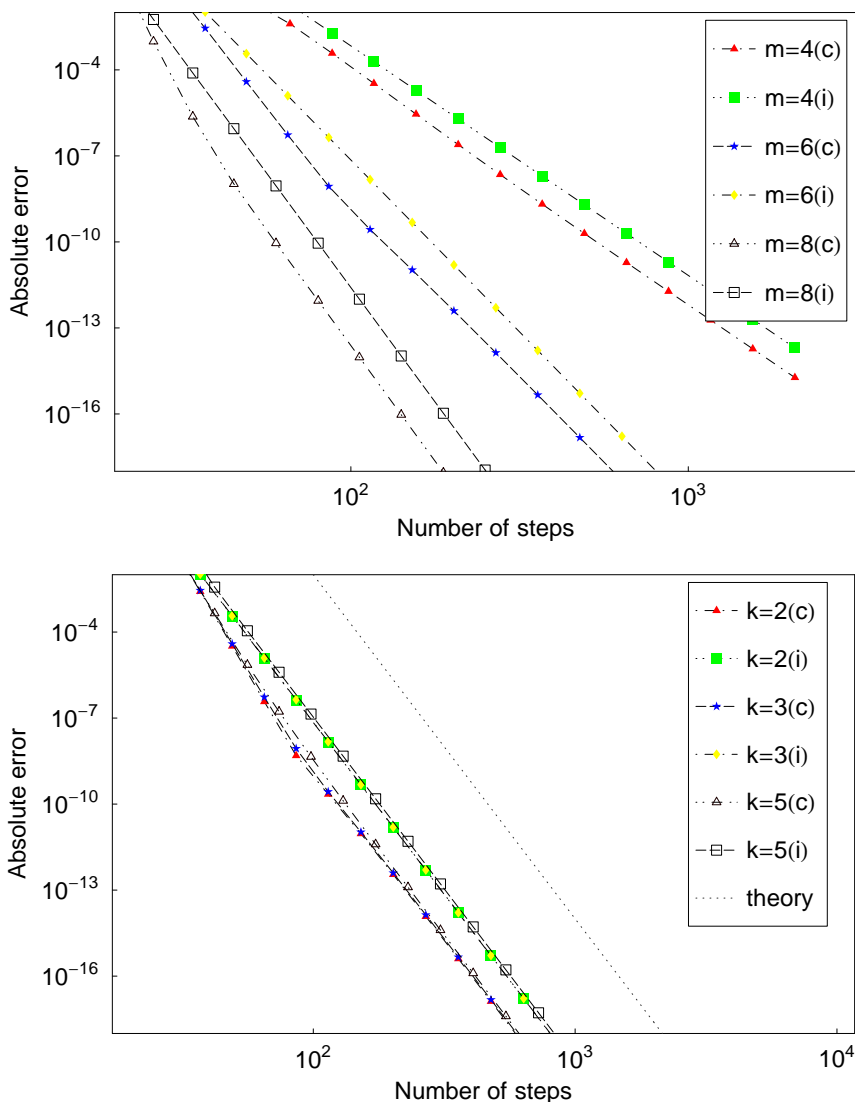 10^-4
10^-7
10^-10
10^-13
10^-16
Absolute error
10^2
10^3
Number of steps
m=4(c)
m=4(i)
m=6(c)
m=6(i)
m=8(c)
m=8(i)
10^-4
10^-7
10^-10
10^-13
10^-16
Absolute error
10^2
10^3
10^4
Number of steps
k=2(c)
k=2(i)
k=3(c)
k=3(i)
k=5(c)
k=5(i)
theory